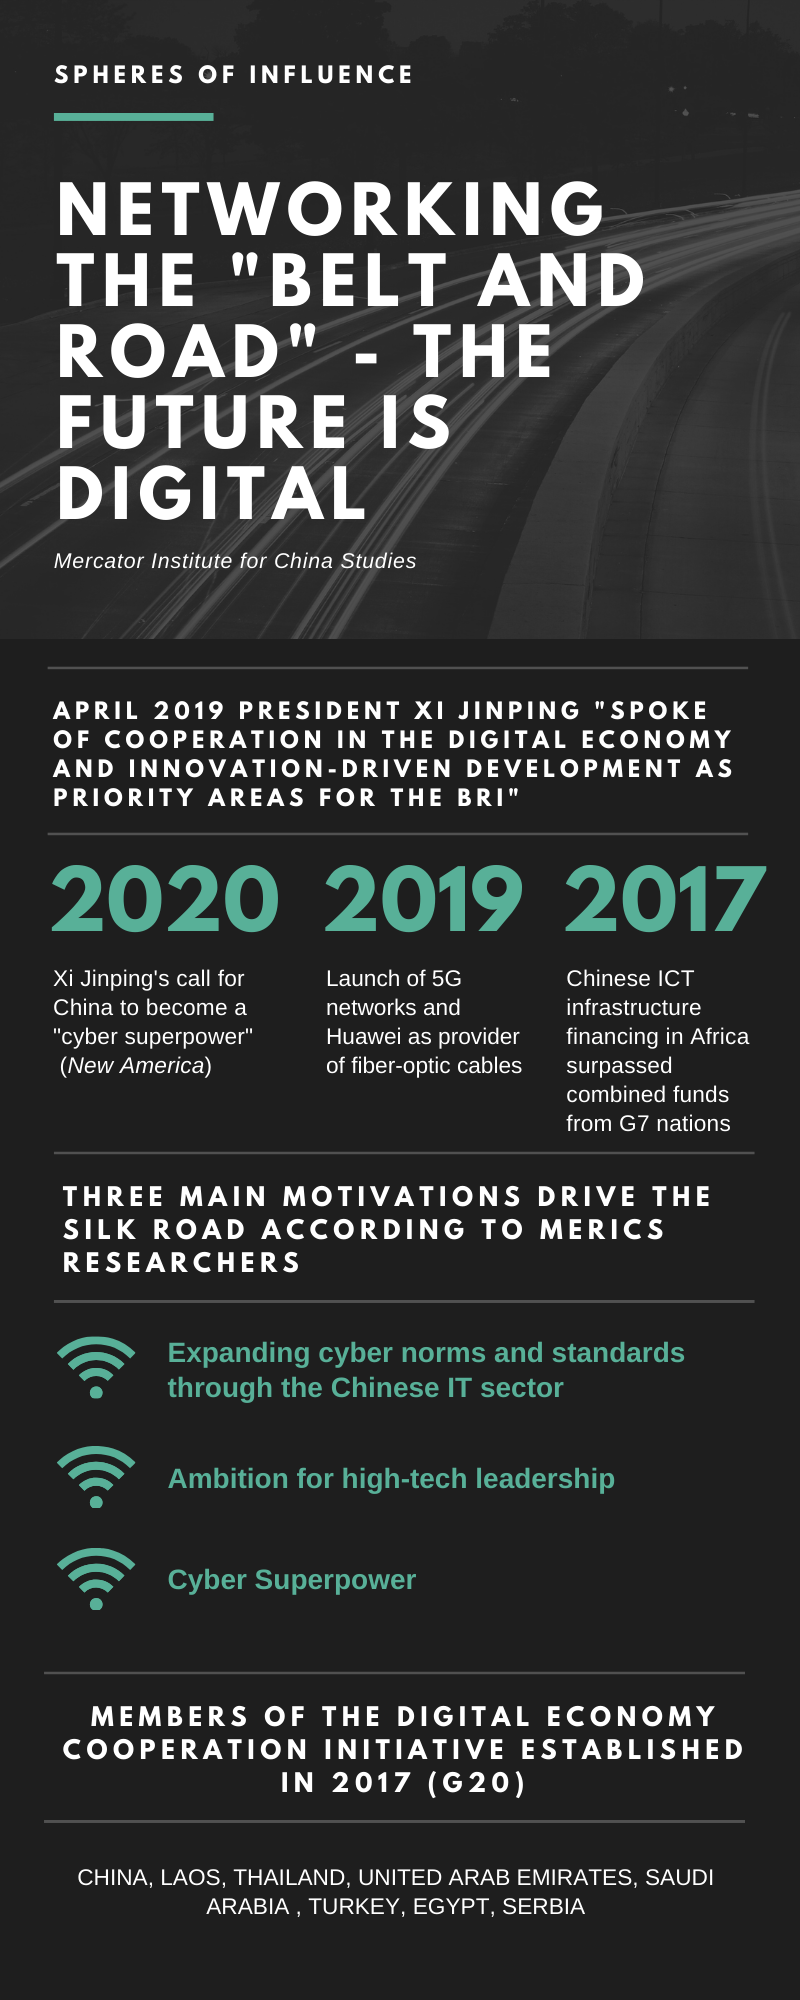 SPHERES OF INFLUENCE
NETWORKING
THE "BELT AND
ROAD" - THE
FUTURE IS
DIGITAL
Mercator Institute for China Studies
APRIL 2019 PRESIDENT XI JINPING "SPOKE
OF COOPERATION IN THE DIGITAL ECONOMY
AND INNOVATION-DRIVEN DEVELOPMENT AS
PRIORITY AREAS FOR THE BRI"
2020
Xi Jinping's call for
China to become a
"cyber superpower"
(New America)
2019
Launch of 5G
networks and
Huawei as provider
of fiber-optic cables
2017
Chinese ICT
infrastructure
financing in Africa
surpassed
combined funds
from G7 nations
THREE MAIN MOTIVATIONS DRIVE THE
SILK ROAD ACCORDING TO MERICS
RESEARCHERS
Expanding cyber norms and standards
through the Chinese IT sector
Ambition for high-tech leadership
Cyber Superpower
MEMBERS OF THE DIGITAL ECONOMY
COOPERATION INITIATIVE ESTABLISHED
IN 2017 (G20)
CHINA, LAOS, THAILAND, UNITED ARAB EMIRATES, SAUDI
ARABIA , TURKEY, EGYPT, SERBIA